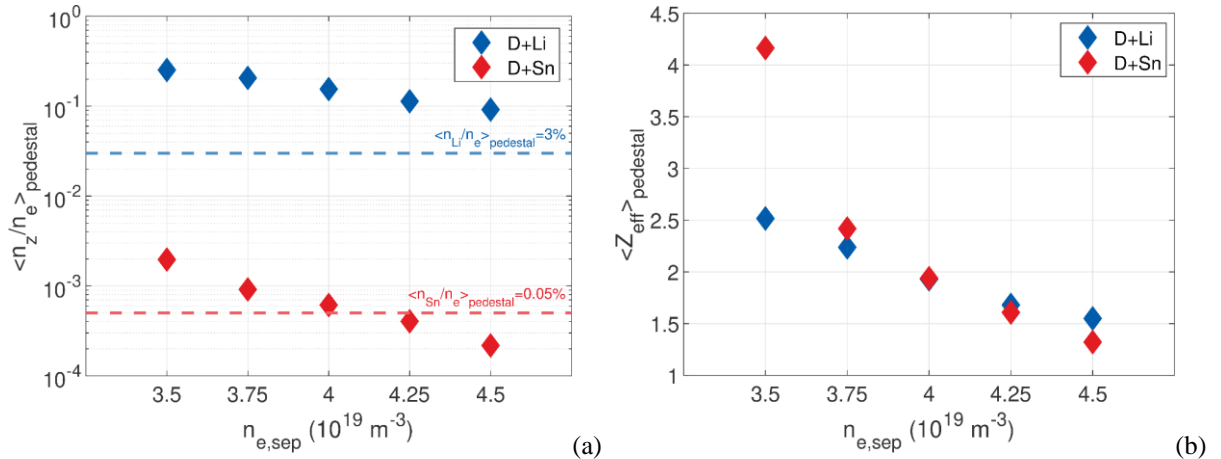 10^0
10^-1
10^-2
10^-3
10^-4
<n_z/n_e>_pedestal
D+Li
D+Sn
<n_Li/n_e>_pedestal=3%
<n_Sn/n_e>_pedestal=0.05%
3.5 3.75 4 4.25 4.5
n_e,sep (10^19 m^-3)
(a)
4.5
4
3.5
3
2.5
2
1.5
1
<Z_eff>_pedestal
D+Li
D+Sn
3.5 3.75 4 4.25 4.5
n_e,sep (10^19 m^-3)
(b)